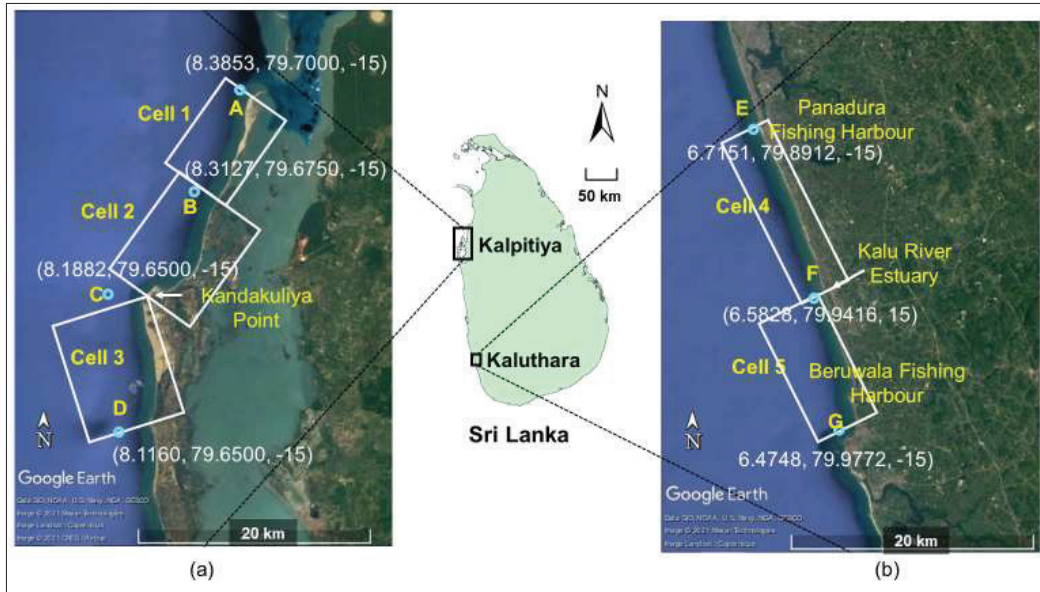 (8.3853, 79.7000, -15)
A
Cell 1
(8.3127, 79.6750, -15)
B
Cell 2
(8.1882, 79.6500, -15)
C
Kandakuliya
Point
Cell 3
D
N
(8.1160, 79.6500, -15)
Google Earth
20 km
(a)
N
50 km
Kalpitiya
Kaluthara
Sri Lanka
E
Panadura
Fishing Harbour
6.7151, 79.8912, -15)
Cell 4
Kalu River
Estuary
F
(6.5828, 79.9416, 15)
Cell 5
Beruwala Fishing
Harbour
G
N
6.4748, 79.9772, -15)
Google Earth
20 km
(b)